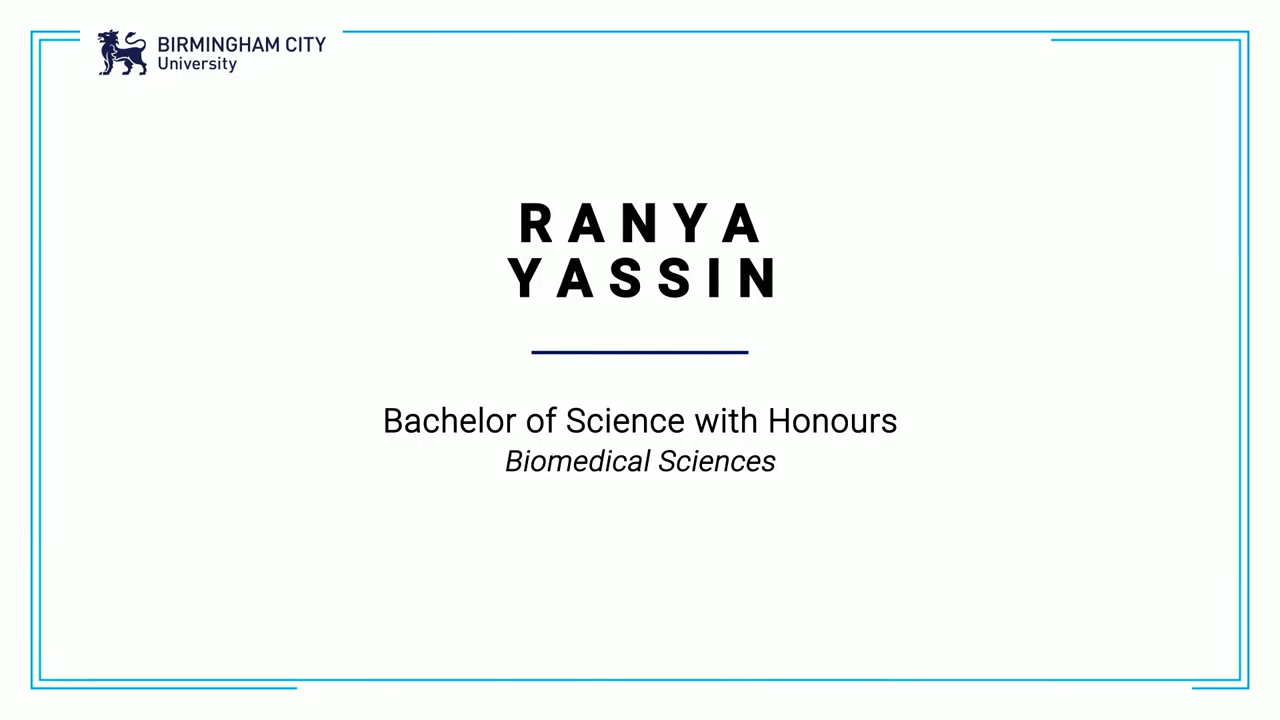 BIRMINGHAM CITY
University
RANYA
YASSIN
Bachelor of Science with Honours
Biomedical Sciences